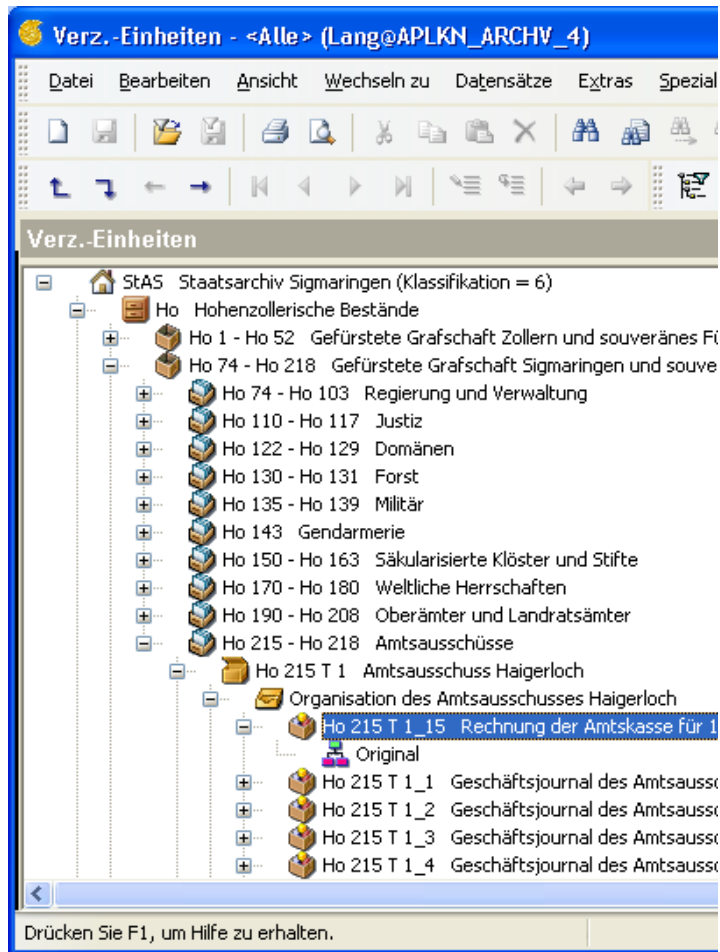 Verz.-Einheiten - <Alle> (Lang@APLKN_ARCHV_4)
Datei Bearbeiten Ansicht Wechseln zu Datensätze Extras Spezial
Verz.-Einheiten
StAS Staatsarchiv Sigmaringen (Klassifikation = 6)
Ho Hohenzollerische Bestände
Ho 1 - Ho 52 Gefürstete Grafschaft Zollern und souveränes Fü
Ho 74 - Ho 218 Gefürstete Grafschaft Sigmaringen und souve
Ho 74 - Ho 103 Regierung und Verwaltung
Ho 110 - Ho 117 Justiz
Ho 122 - Ho 129 Domänen
Ho 130 - Ho 131 Forst
Ho 135 - Ho 139 Militär
Ho 143 Gendarmerie
Ho 150 - Ho 163 Säkularisierte Klöster und Stifte
Ho 170 - Ho 180 Weltliche Herrschaften
Ho 190 - Ho 208 Oberämter und Landratsämter
Ho 215 - Ho 218 Amtsausschüsse
Ho 215 T 1 Amtsausschuss Haigerloch
Organisation des Amtsausschusses Haigerloch
Ho 215 T 1_15 Rechnung der Amtskasse für 1
Original
Ho 215 T 1_1 Geschäftsjournal des Amtsaussc
Ho 215 T 1_2 Geschäftsjournal des Amtsaussc
Ho 215 T 1_3 Geschäftsjournal des Amtsaussc
Ho 215 T 1_4 Geschäftsjournal des Amtsaussc
Drücken Sie F1, um Hilfe zu erhalten.